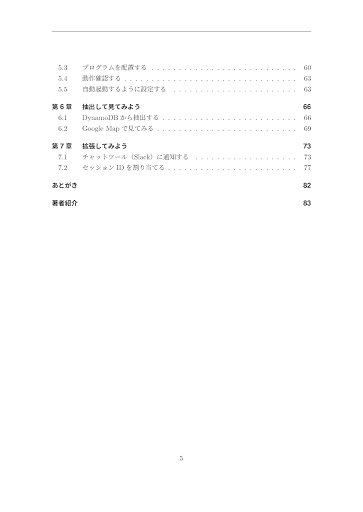 5.3 プログラムを配置する . . . . . . . . . . . . . . . . . . . . . . . . . . . 60
5.4 動作確認する . . . . . . . . . . . . . . . . . . . . . . . . . . . . . . . . 63
5.5 自動起動するように設定する . . . . . . . . . . . . . . . . . . . . . . . 63
第 6 章 抽出して見てみよう 66
6.1 DynamoDB から抽出する . . . . . . . . . . . . . . . . . . . . . . . . . 66
6.2 Google Map で見てみる . . . . . . . . . . . . . . . . . . . . . . . . . . 69
第 7 章 拡張してみよう 73
7.1 チャットツール（Slack）に通知する . . . . . . . . . . . . . . . . . . . 73
7.2 セッション ID を割り当てる . . . . . . . . . . . . . . . . . . . . . . . . 77
あとがき 82
著者紹介 83
5